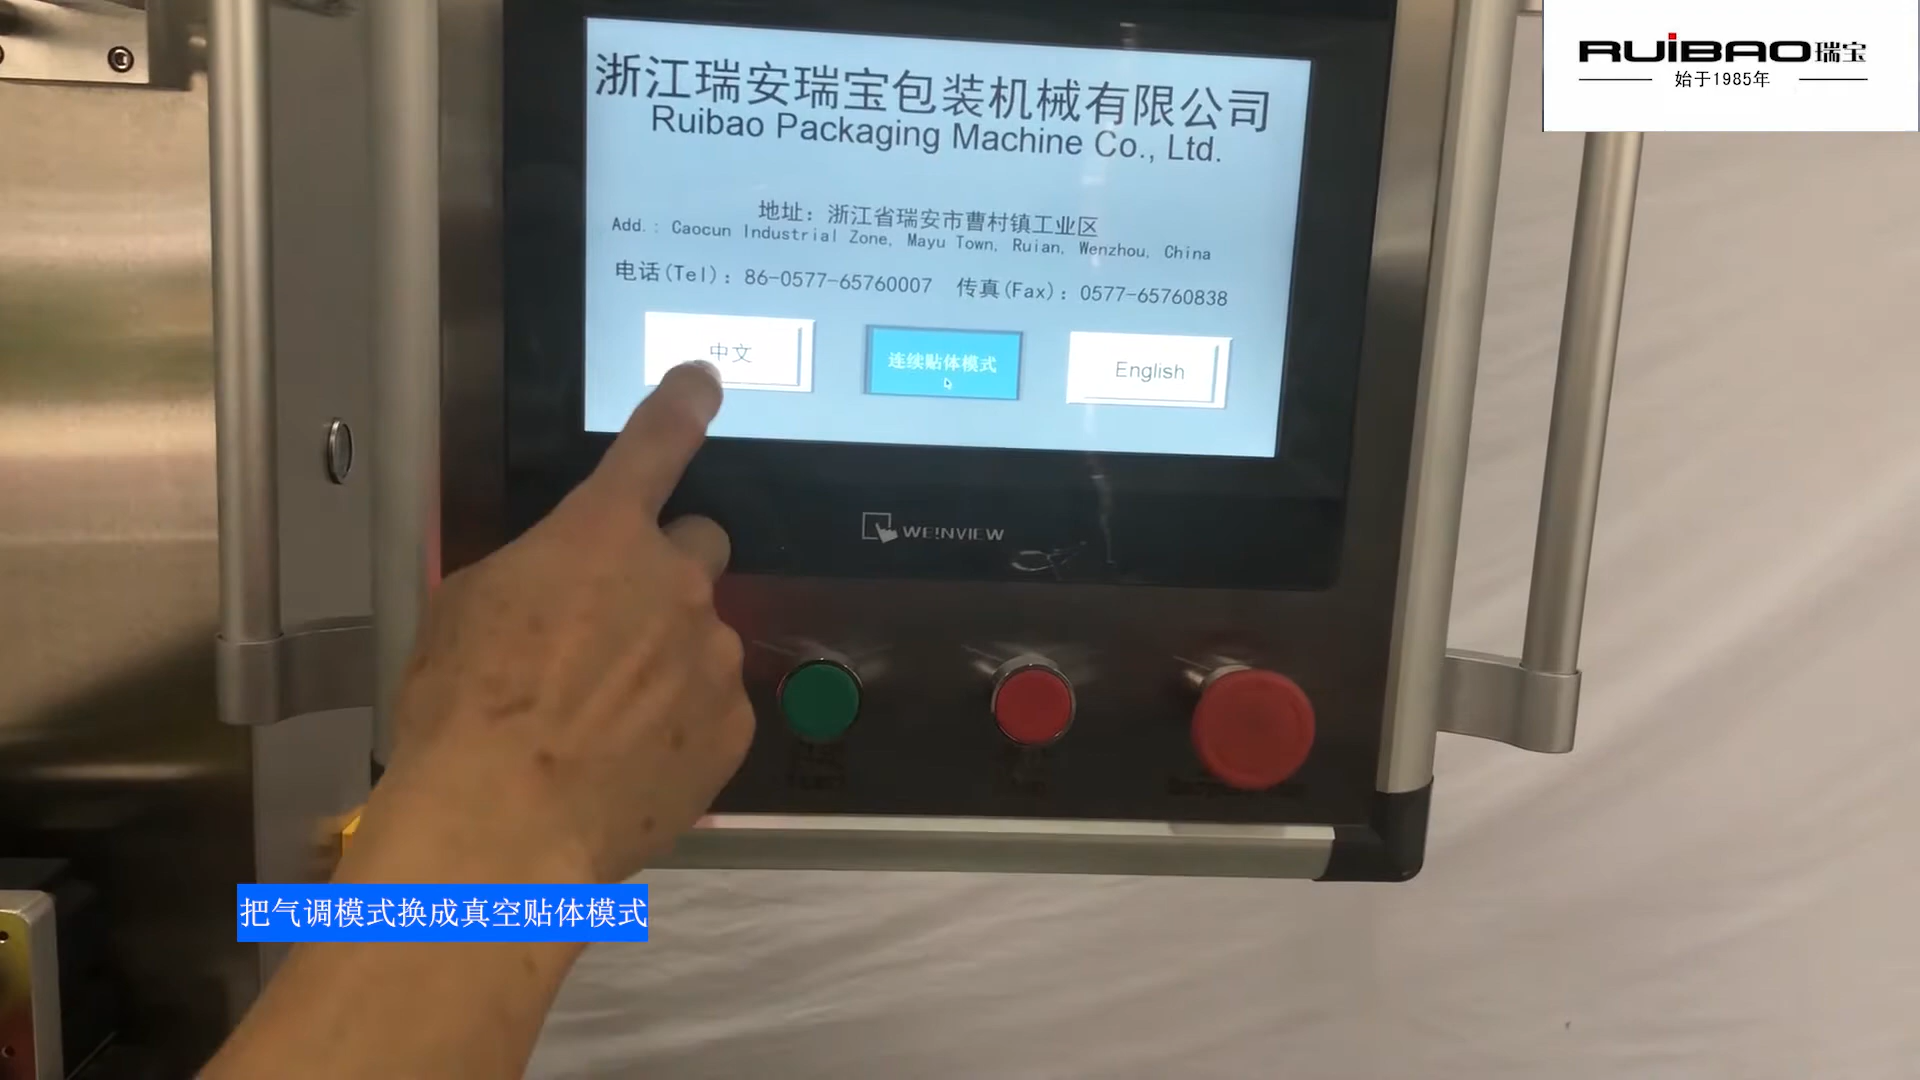 RUiBAO瑞宝
始于1985年
浙江瑞安瑞宝包装机械有限公司
Ruibao Packaging Machine Co., Ltd.
地址：浙江省瑞安市曹村镇工业区
Add.: Caocun Industrial Zone, Mayu Town, Ruian, Wenzhou, China
电话(Tel)：86-0577-65760007 传真(Fax)：0577-65760838
中文
连续贴体模式
English
WE!NVIEW
把气调模式换成真空贴体模式